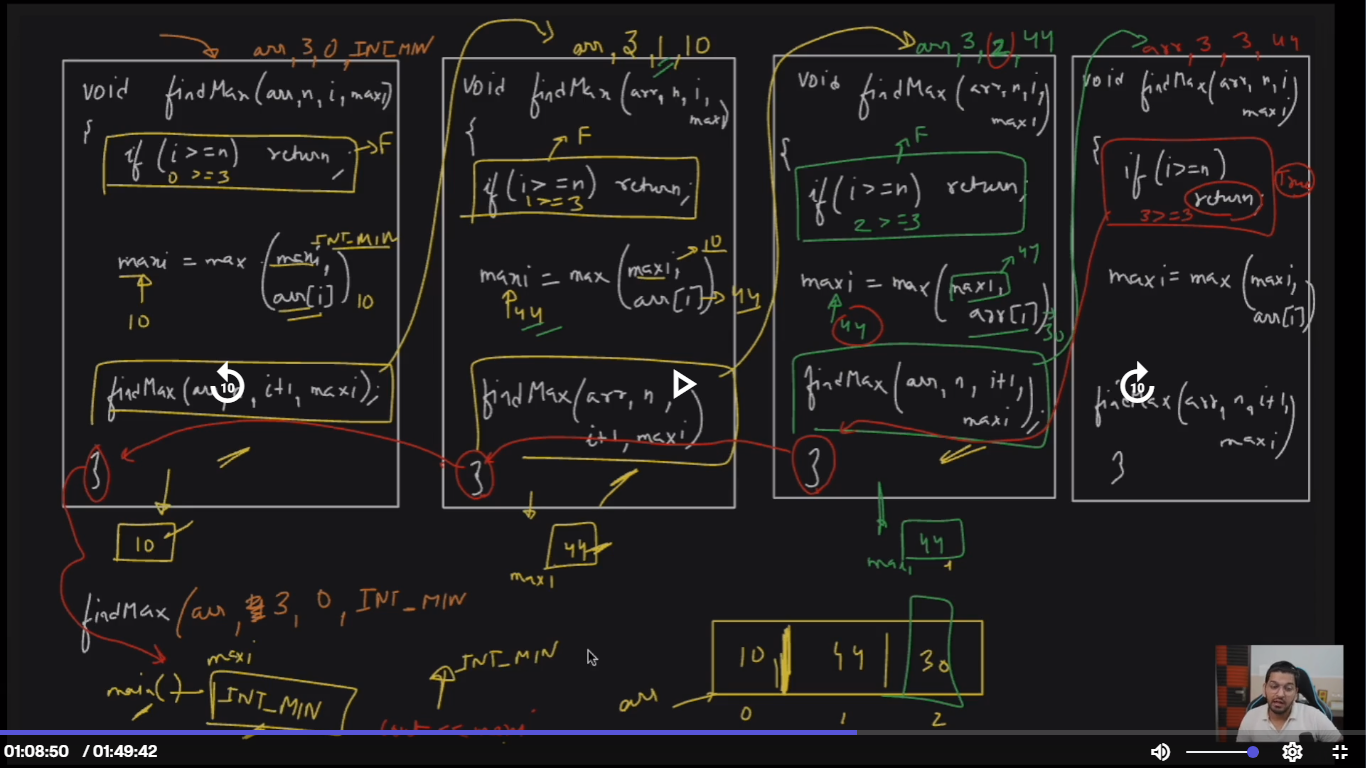 arr, 3, 0, INT_MIN
void findMax(arr, n, i, maxi)
{
if (i >= n) return;
→F
0 >= 3
maxi = max (maxi,
INT_MIN
arr[i])
10
10
findMax(arr, i+1, maxi);
}
10
arr, 3, 1, 10
void findMax(arr, n, i,
maxi)
{
F
if (i >= n) return;
1 >= 3
maxi = max (maxi,
10
arr[i])
→44
44
findMax(arr, n,
i+1, maxi)
}
44
maxi
arr, 3, 2, 44
void findMax(arr, n, i,
maxi)
{
F
if (i >= n) return;
2 >= 3
maxi = max (maxi,
arr[i])
44
30
findMax(arr, n, i+1,
maxi);
}
44
maxi
arr, 3, 3, 44
void findMax(arr, n, i
maxi)
{
if (i >= n)
return;
True
3 >= 3
maxi = max (maxi,
arr[i])
findMax(arr, n, i+1,
maxi)
}
10
10
findMax(arr, 3, 0, INT_MIN
maxi
main()
INT_MIN
INT_MIN
arr
10, 44 30
0 1 2
01:08:50 / 01:49:42